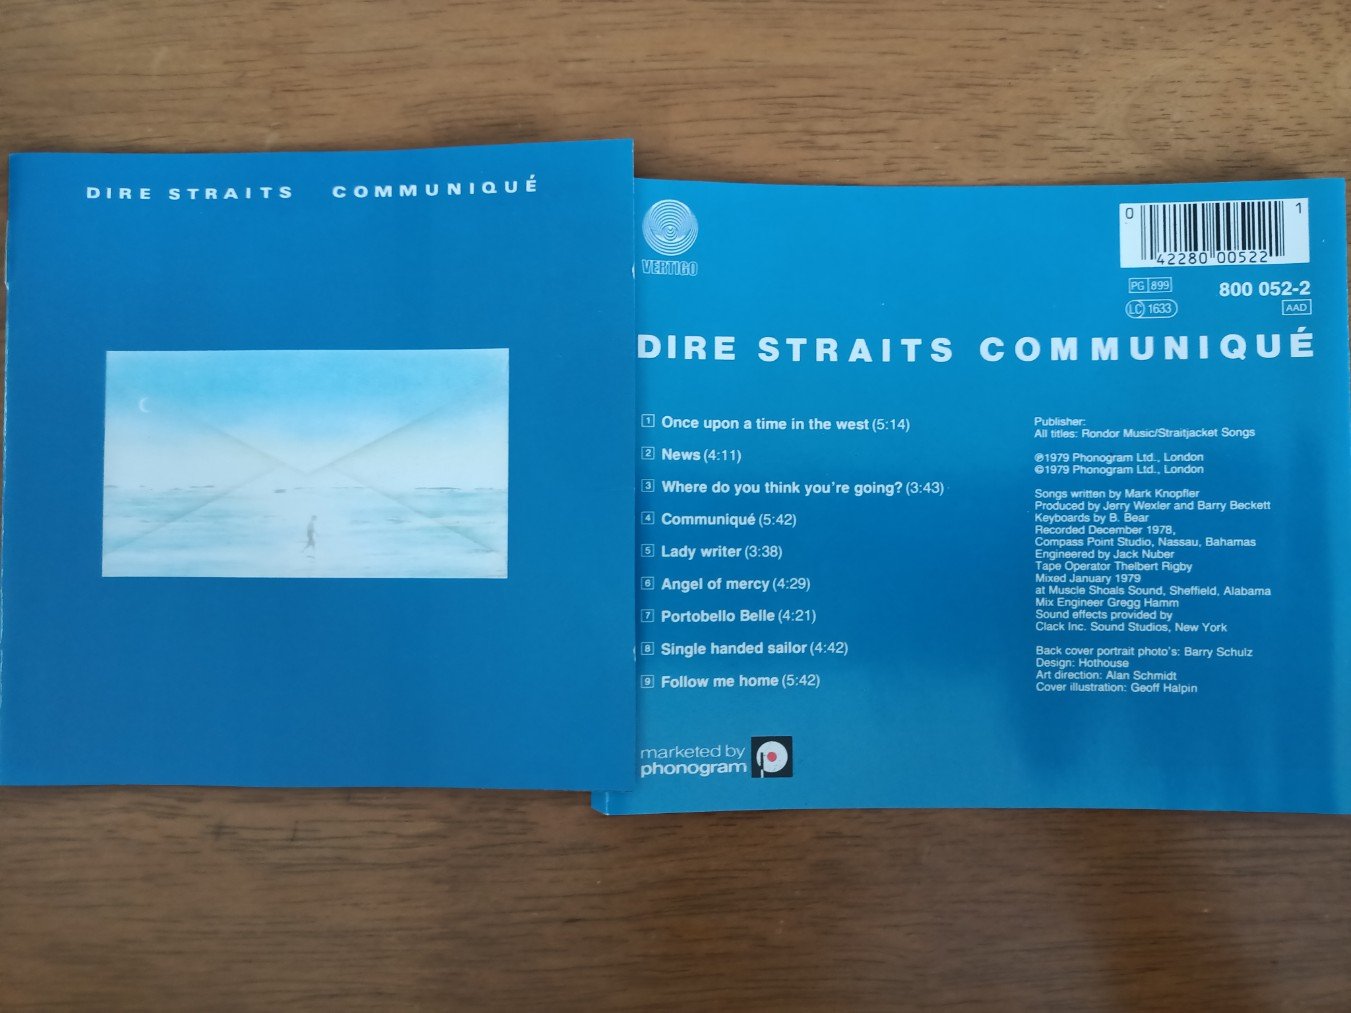 DIRE STRAITS COMMUNIQUÉ
VERTIGO
0 42280 00522 1
PG 899
800 052-2
LC 1633
AAD
DIRE STRAITS COMMUNIQUÉ
1 Once upon a time in the west (5:14)
2 News (4:11)
3 Where do you think you're going? (3:43)
4 Communiqué (5:42)
5 Lady writer (3:38)
6 Angel of mercy (4:29)
7 Portobello Belle (4:21)
8 Single handed sailor (4:42)
9 Follow me home (5:42)
marketed by
phonogram
Publisher:
All titles: Rondor Music/Straitjacket Songs
℗1979 Phonogram Ltd., London
©1979 Phonogram Ltd., London
Songs written by Mark Knopfler
Produced by Jerry Wexler and Barry Beckett
Keyboards by B. Bear
Recorded December 1978,
Compass Point Studio, Nassau, Bahamas
Engineered by Jack Nuber
Tape Operator Thelbert Rigby
Mixed January 1979
at Muscle Shoals Sound, Sheffield, Alabama
Mix Engineer Gregg Hamm
Sound effects provided by
Clack Inc. Sound Studios, New York
Back cover portrait photo's: Barry Schulz
Design: Hothouse
Art direction: Alan Schmidt
Cover illustration: Geoff Halpin